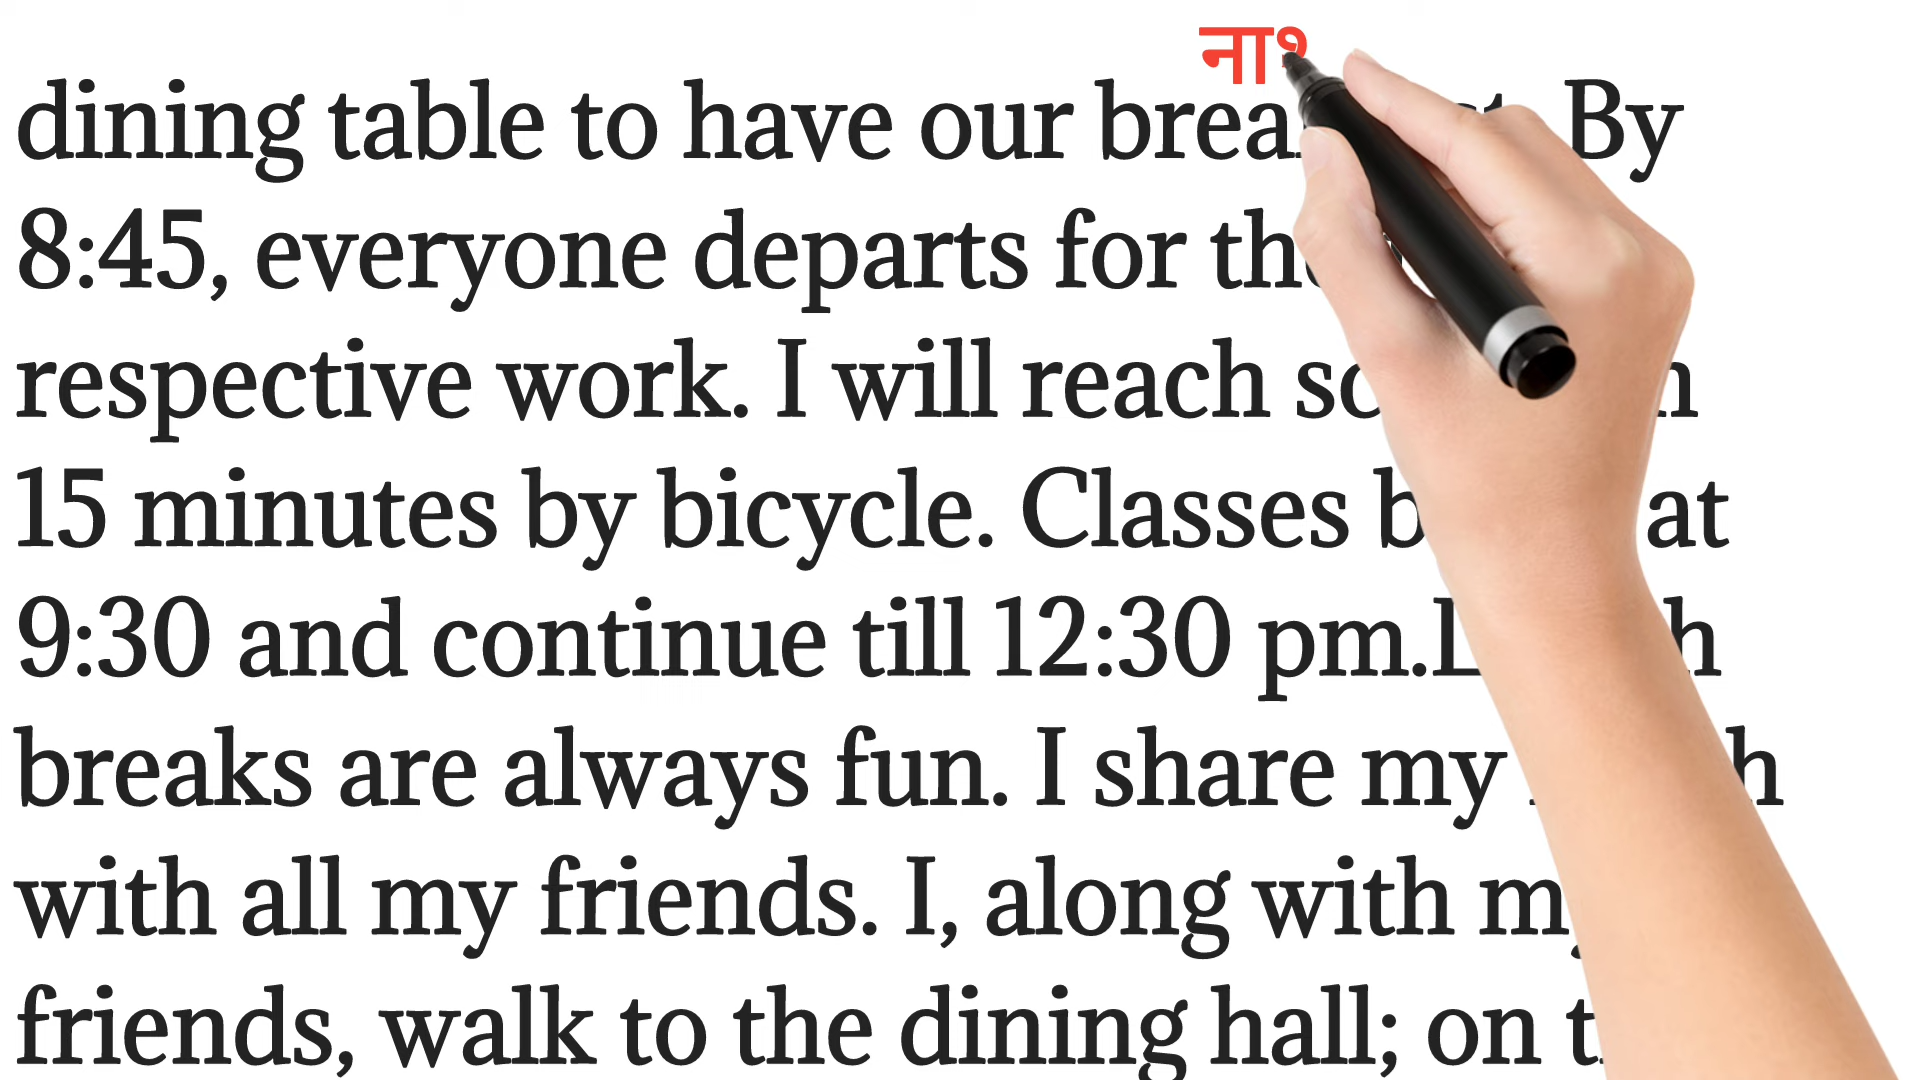 dining table to have our By
8:45, everyone departs for
respective work. I will reach
15 minutes by bicycle. Classes at
9:30 and continue till 12:30 pm.
breaks are always fun. I share my
with all my friends. I, along with
friends, walk to the dining hall; on